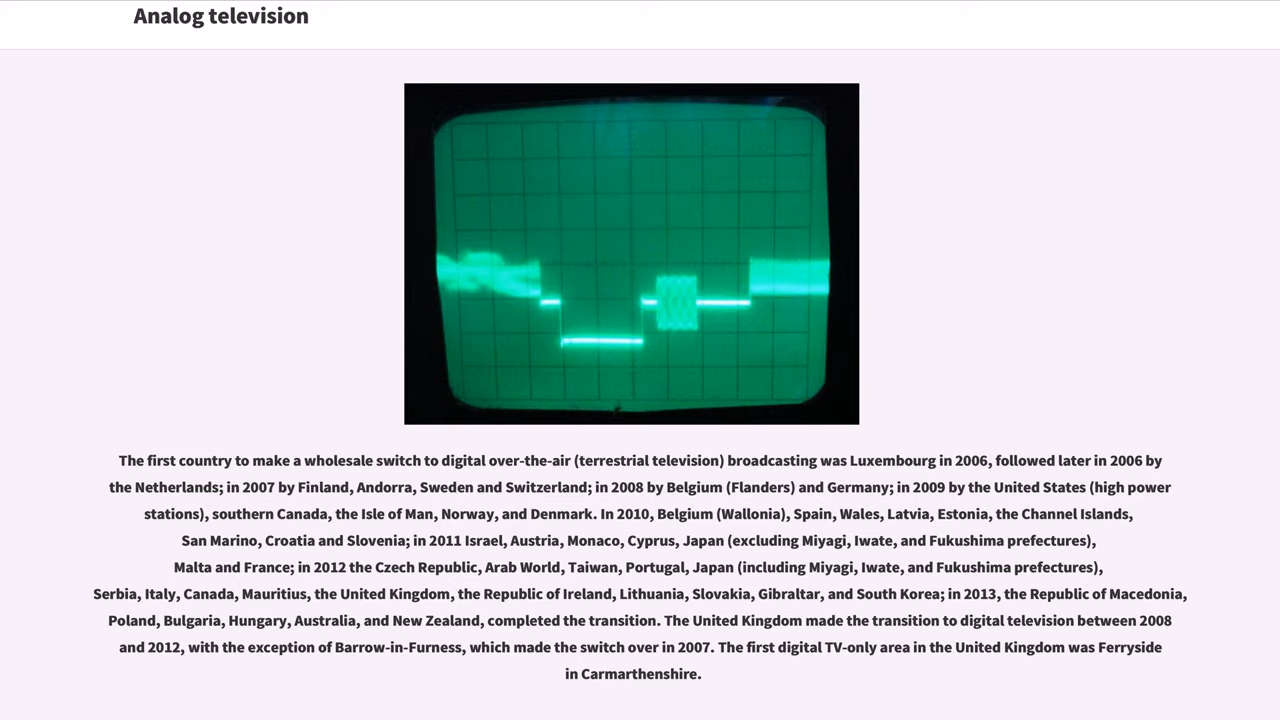 Analog television
The first country to make a wholesale switch to digital over-the-air (terrestrial television) broadcasting was Luxembourg in 2006, followed later in 2006 by
the Netherlands; in 2007 by Finland, Andorra, Sweden and Switzerland; in 2008 by Belgium (Flanders) and Germany; in 2009 by the United States (high power
stations), southern Canada, the Isle of Man, Norway, and Denmark. In 2010, Belgium (Wallonia), Spain, Wales, Latvia, Estonia, the Channel Islands,
San Marino, Croatia and Slovenia; in 2011 Israel, Austria, Monaco, Cyprus, Japan (excluding Miyagi, Iwate, and Fukushima prefectures),
Malta and France; in 2012 the Czech Republic, Arab World, Taiwan, Portugal, Japan (including Miyagi, Iwate, and Fukushima prefectures),
Serbia, Italy, Canada, Mauritius, the United Kingdom, the Republic of Ireland, Lithuania, Slovakia, Gibraltar, and South Korea; in 2013, the Republic of Macedonia,
Poland, Bulgaria, Hungary, Australia, and New Zealand, completed the transition. The United Kingdom made the transition to digital television between 2008
and 2012, with the exception of Barrow-in-Furness, which made the switch over in 2007. The first digital TV-only area in the United Kingdom was Ferryside
in Carmarthenshire.